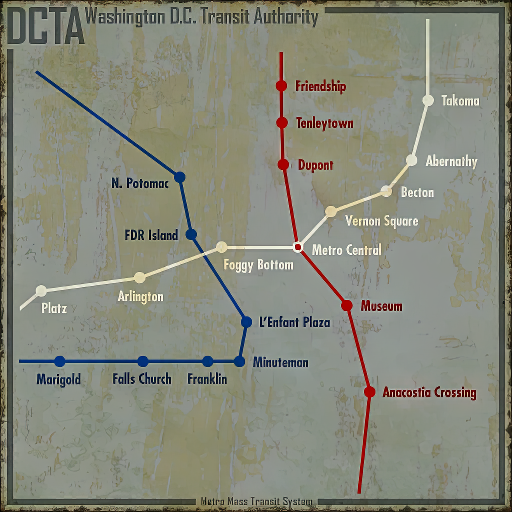 DCTA Washington D.C. Transit Authority
Friendship
Takoma
Tenleytown
Abernathy
Dupont
N. Potomac
Becton
Vernon Square
FDR Island
Metro Central
Foggy Bottom
Arlington
Platz
Museum
L'Enfant Plaza
Minuteman
Marigold
Falls Church
Franklin
Anacostia Crossing
Metro Mass Transit System